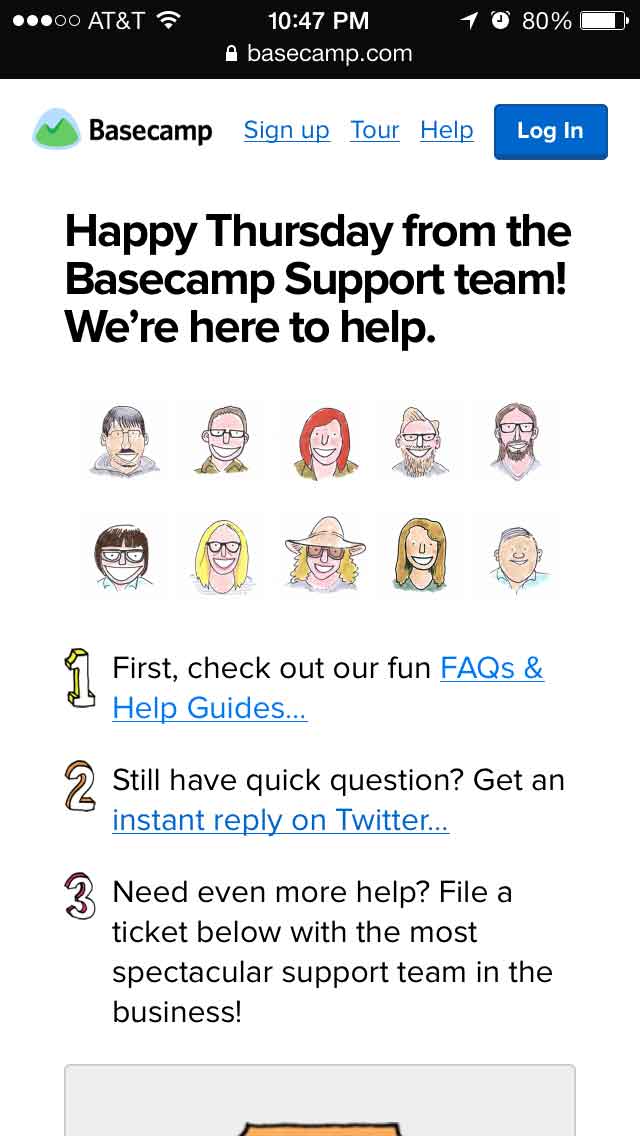 AT&T 10:47 PM 80%
basecamp.com
Basecamp Sign up Tour Help Log In
Happy Thursday from the
Basecamp Support team!
We’re here to help.
1 First, check out our fun FAQs &
Help Guides...
2 Still have quick question? Get an
instant reply on Twitter...
3 Need even more help? File a
ticket below with the most
spectacular support team in the
business!